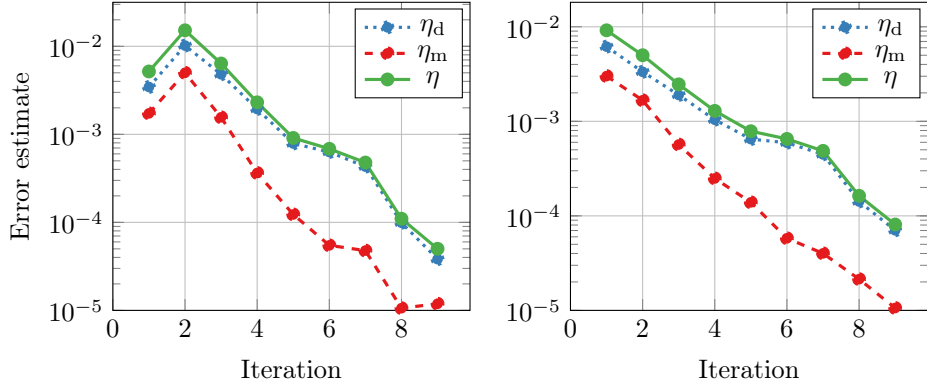 10⁻²
10⁻³
10⁻⁴
10⁻⁵
0
2
4
6
8
Error estimate
Iteration
η_d
η_m
η
10⁻²
10⁻³
10⁻⁴
10⁻⁵
0
2
4
6
8
Iteration
η_d
η_m
η